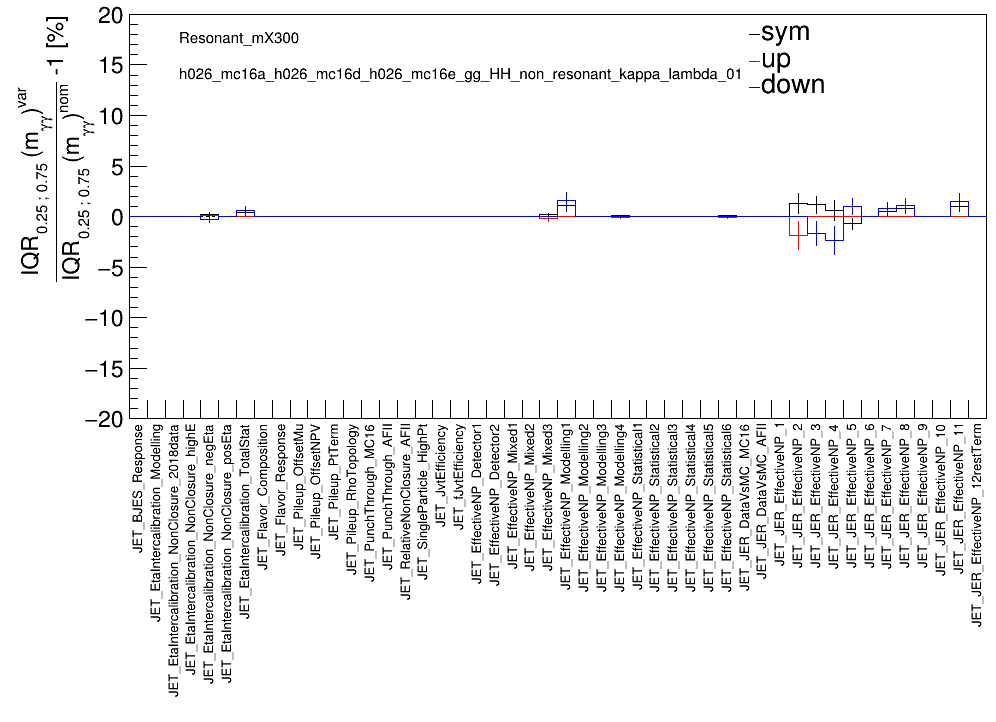 IQR0.25 ; 0.75 (mγγ)var
IQR0.25 ; 0.75 (mγγ)nom -1 [%]
Resonant_mX300
h026_mc16a_h026_mc16d_h026_mc16e_gg_HH_non_resonant_kappa_lambda_01
sym
up
down
20
15
10
5
0
−5
−10
−15
−20
JET_BJES_Response
JET_EtaIntercalibration_Modelling
JET_EtaIntercalibration_NonClosure_2018data
JET_EtaIntercalibration_NonClosure_highE
JET_EtaIntercalibration_NonClosure_negEta
JET_EtaIntercalibration_NonClosure_posEta
JET_EtaIntercalibration_TotalStat
JET_Flavor_Composition
JET_Flavor_Response
JET_Pileup_OffsetMu
JET_Pileup_OffsetNPV
JET_Pileup_PtTerm
JET_Pileup_RhoTopology
JET_PunchThrough_MC16
JET_PunchThrough_AFII
JET_RelativeNonClosure_AFII
JET_SingleParticle_HighPt
JET_JvtEfficiency
JET_fJvtEfficiency
JET_EffectiveNP_Detector1
JET_EffectiveNP_Detector2
JET_EffectiveNP_Mixed1
JET_EffectiveNP_Mixed2
JET_EffectiveNP_Mixed3
JET_EffectiveNP_Modelling1
JET_EffectiveNP_Modelling2
JET_EffectiveNP_Modelling3
JET_EffectiveNP_Modelling4
JET_EffectiveNP_Statistical1
JET_EffectiveNP_Statistical2
JET_EffectiveNP_Statistical3
JET_EffectiveNP_Statistical4
JET_EffectiveNP_Statistical5
JET_EffectiveNP_Statistical6
JET_JER_DataVsMC_MC16
JET_JER_DataVsMC_AFII
JET_JER_EffectiveNP_1
JET_JER_EffectiveNP_2
JET_JER_EffectiveNP_3
JET_JER_EffectiveNP_4
JET_JER_EffectiveNP_5
JET_JER_EffectiveNP_6
JET_JER_EffectiveNP_7
JET_JER_EffectiveNP_8
JET_JER_EffectiveNP_9
JET_JER_EffectiveNP_10
JET_JER_EffectiveNP_11
JET_JER_EffectiveNP_12restTerm